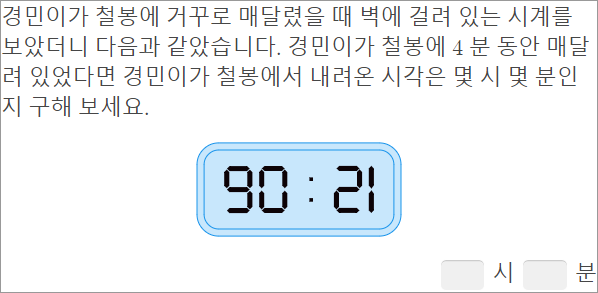 경민이가 철봉에 거꾸로 매달렸을 때 벽에 걸려 있는 시계를
보았더니 다음과 같았습니다. 경민이가 철봉에 4 분 동안 매달
려 있었다면 경민이가 철봉에서 내려온 시각은 몇 시 몇 분인
지 구해 보세요.
90 : 21
시 분